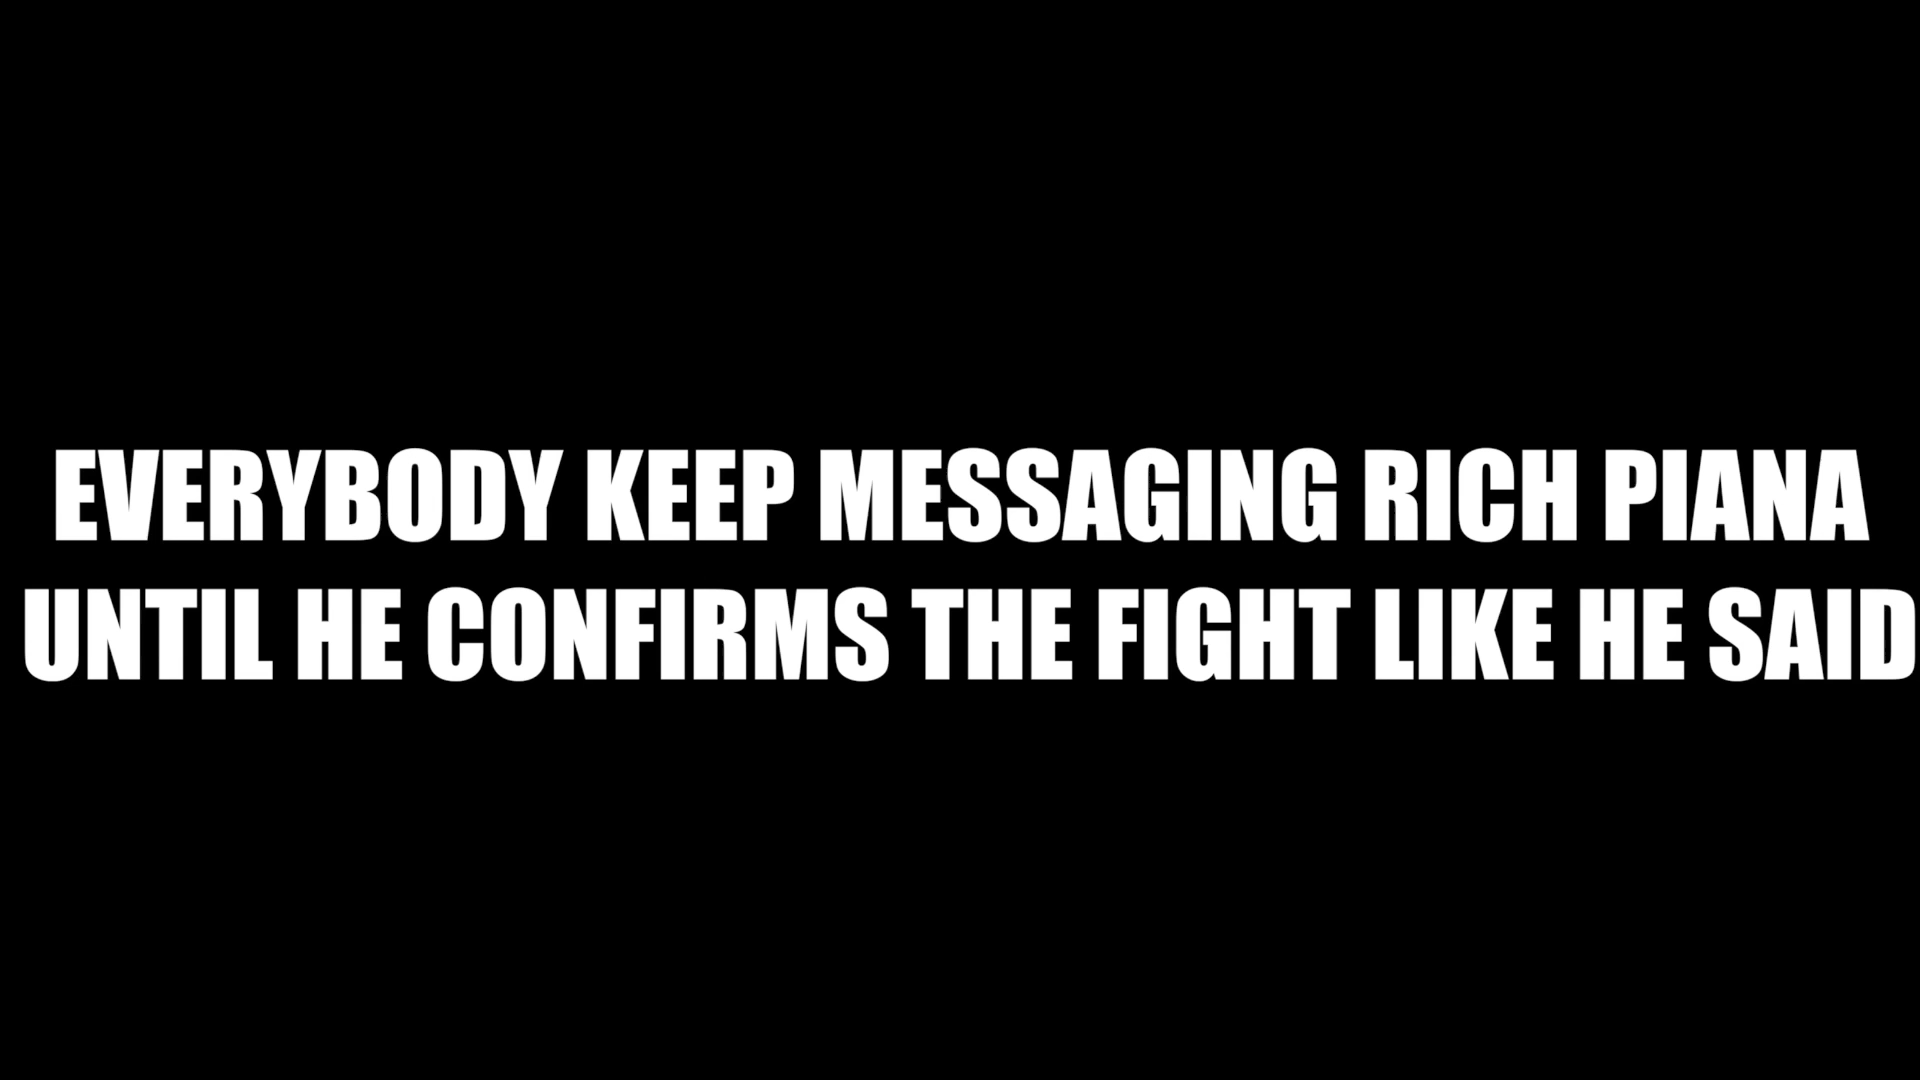 EVERYBODY KEEP MESSAGING RICH PIANA
UNTIL HE CONFIRMS THE FIGHT LIKE HE SAID